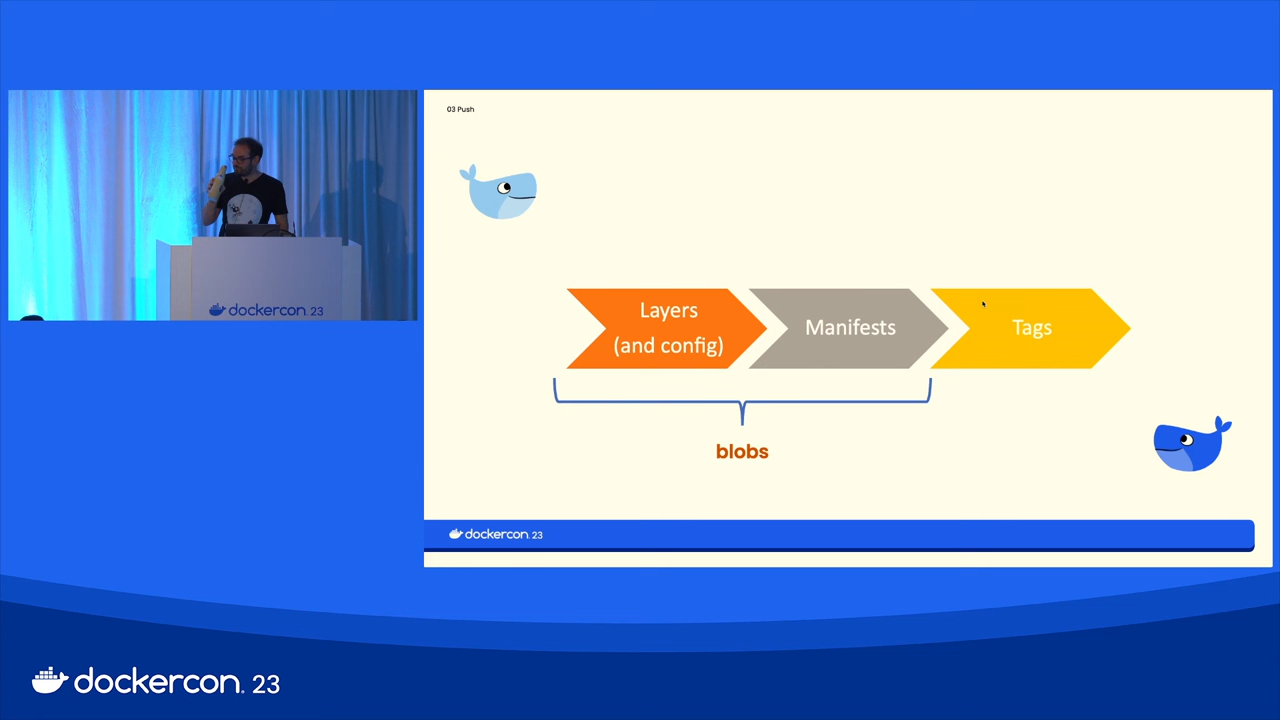 03 Push
Layers
(and config)
Manifests
Tags
blobs
dockercon. 23
dockercon. 23
dockercon. 23